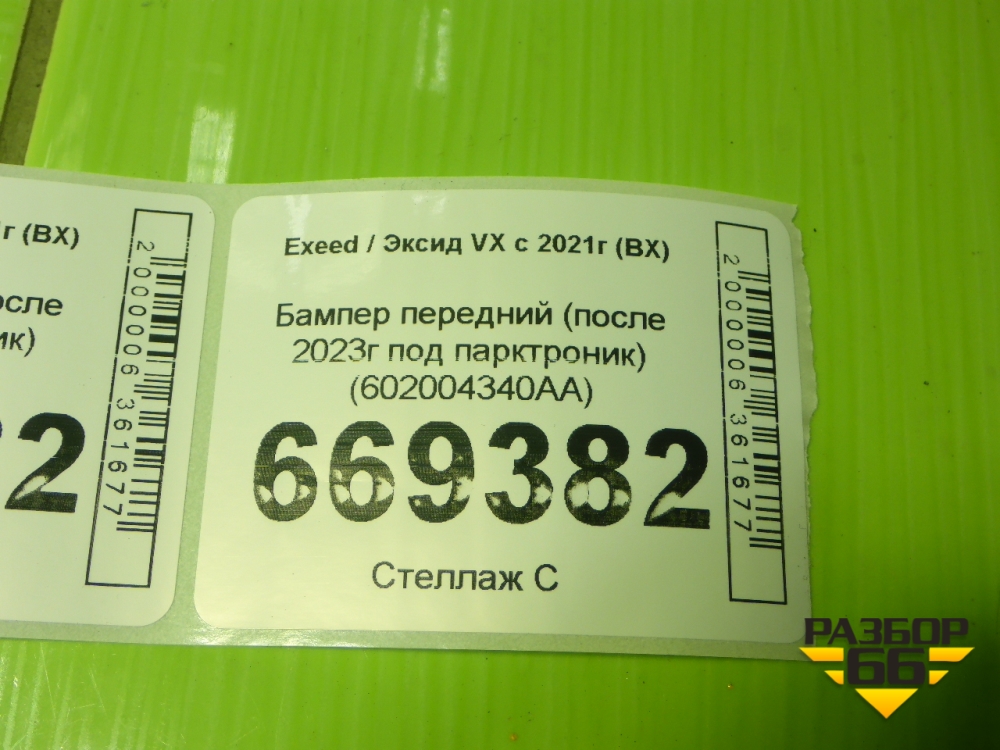 г (BX)
ик)
2
2000006361677
Exeed / Эксид VX с 2021г (BX)
Бампер передний (после
2023г под парктроник)
(602004340AA)
669382
Стеллаж С
2000006361677
РАЗБОР
66